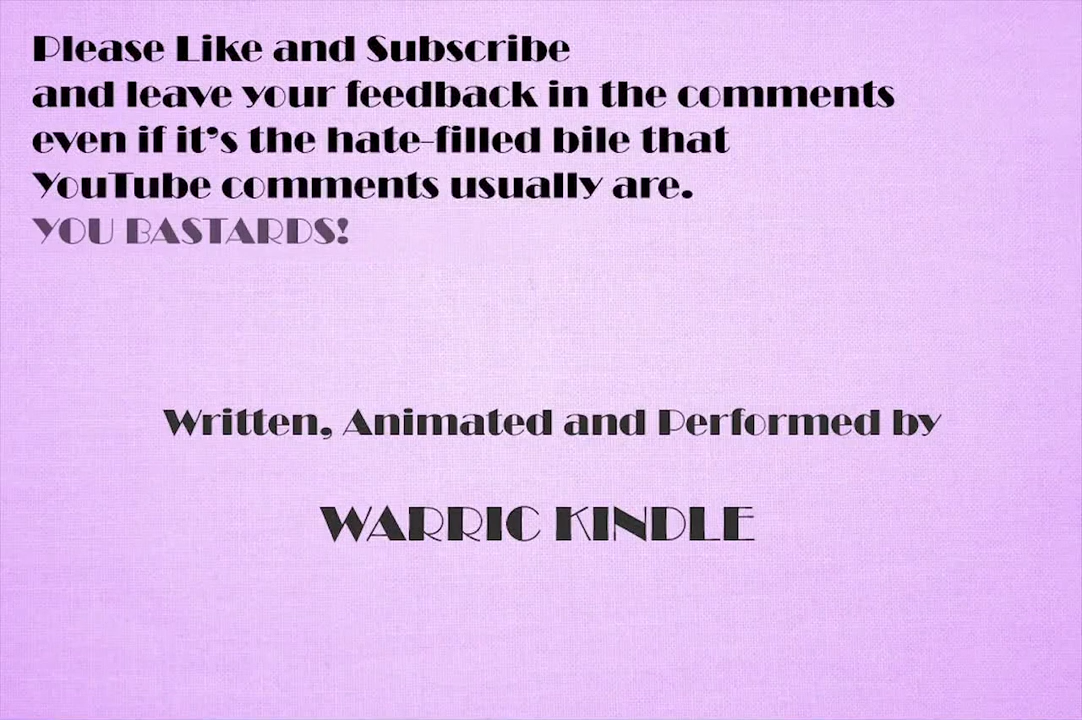 Please Like and Subscribe
and leave your feedback in the comments
even if it's the hate-filled bile that
YouTube comments usually are.
YOU BASTARDS!
Written, Animated and Performed by
WARRIC KINDLE